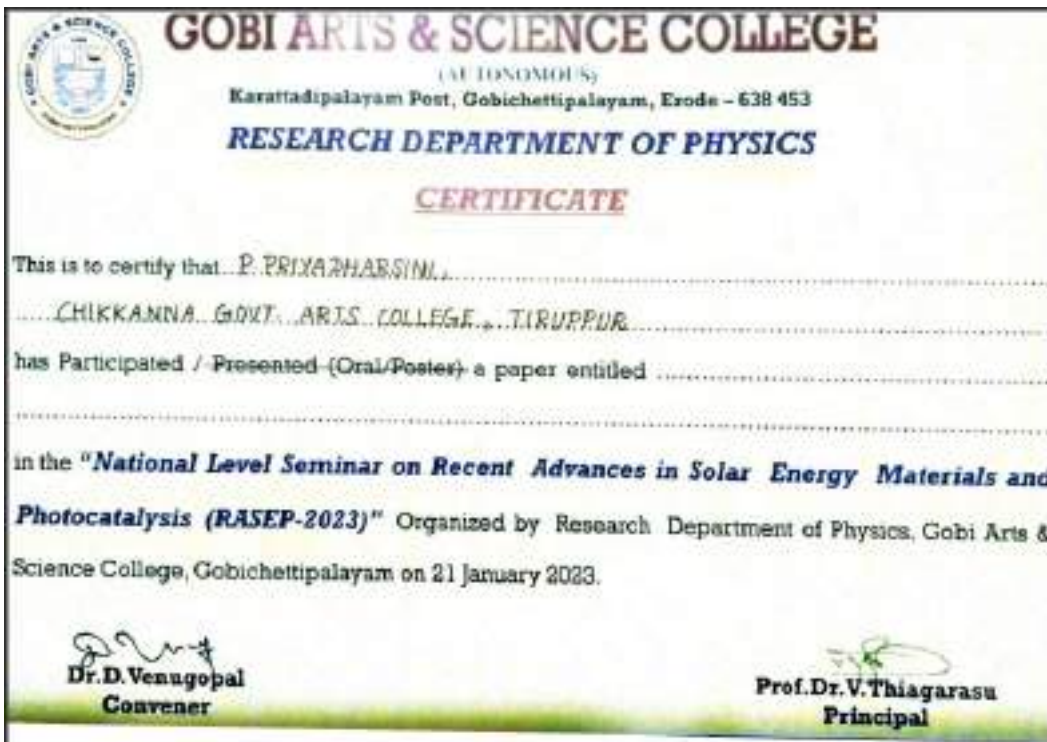 GOBI ARTS & SCIENCE COLLEGE
(AUTONOMOUS)
Karattadipalayam Post, Gobichettipalayam, Erode – 638 453
RESEARCH DEPARTMENT OF PHYSICS
CERTIFICATE
This is to certify that P. PRIYADHARSINI,
CHIKKANNA GOVT. ARTS COLLEGE, TIRUPPUR
has Participated / Presented (Oral/Poster) a paper entitled
in the "National Level Seminar on Recent Advances in Solar Energy Materials and
Photocatalysis (RASEP-2023)" Organized by Research Department of Physics, Gobi Arts &
Science College, Gobichettipalayam on 21 January 2023.
Dr.D.Venugopal
Convener
Prof.Dr.V.Thiagarasu
Principal